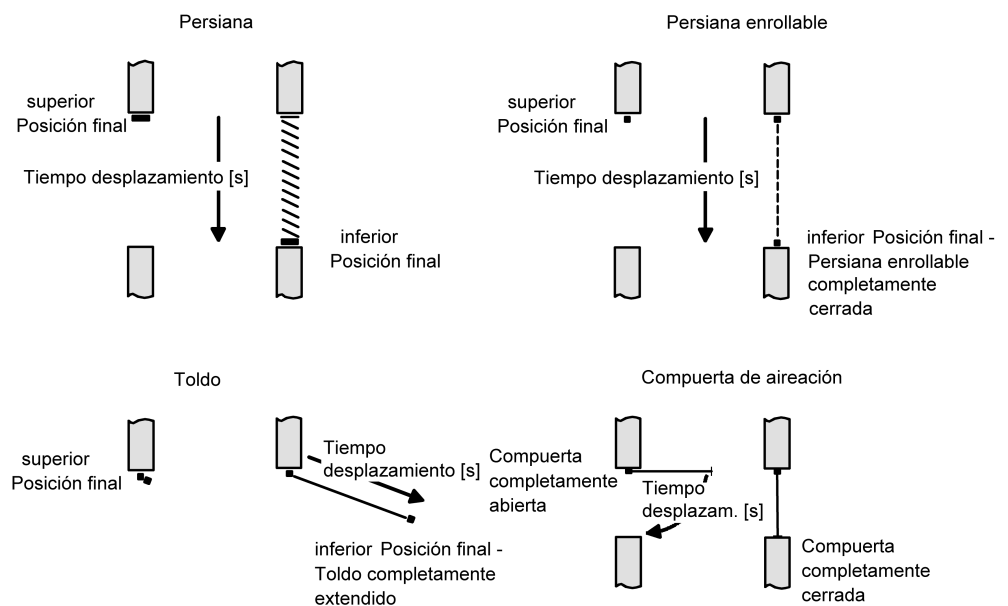 Persiana
superior
Posición final
Tiempo desplazamiento [s]
inferior
Posición final
Persiana enrollable
superior
Posición final
Tiempo desplazamiento [s]
inferior Posición final -
Persiana enrollable
completamente
cerrada
Toldo
superior
Posición final
Tiempo
desplazamiento [s]
inferior Posición final -
Toldo completamente
extendido
Compuerta de aireación
Compuerta
completamente
abierta
Tiempo
desplazam. [s]
Compuerta
completamente
cerrada